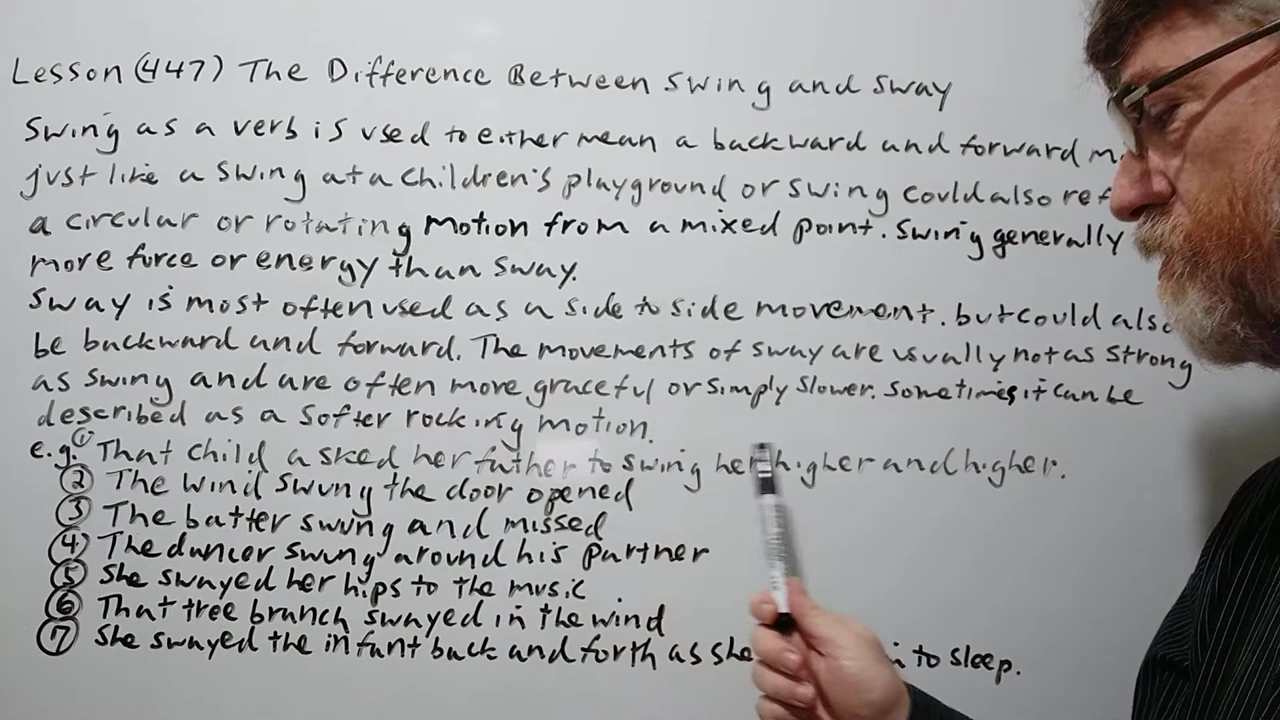 Lesson (447) The Difference Between Swing and Sway
Swing as a verb is used to either mean a backward and forward m
just like a swing at a children's playground or swing could also ref
a circular or rotating motion from a mixed point. Swing generally
more force or energy than sway.
Sway is most often used as a side to side movement. but could also
be backward and forward. The movements of sway are usually not as strong
as swing and are often more graceful or simply slower. Sometimes it can be
described as a softer rocking motion.
e.g. ① That child asked her father to swing her higher and higher.
② The wind swung the door opened
③ The batter swung and missed
④ The dancer swung around his partner
⑤ She swayed her hips to the music.
⑥ That tree branch swayed in the wind
⑦ She swayed the infant back and forth as she to sleep.